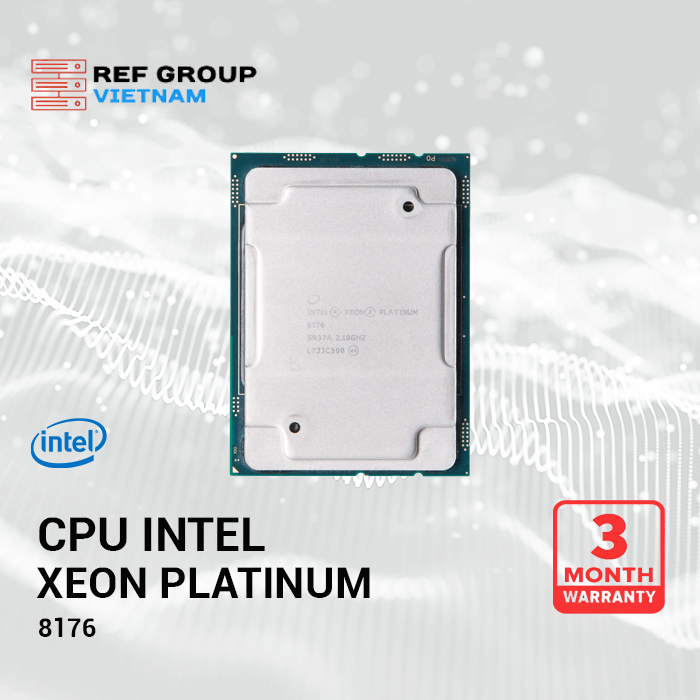 REF GROUP
VIETNAM
INTEL® XEON® PLATINUM
8176
SR37A 2.10GHZ
L733C590
intel
CPU INTEL
XEON PLATINUM
8176
3
MONTH
WARRANTY